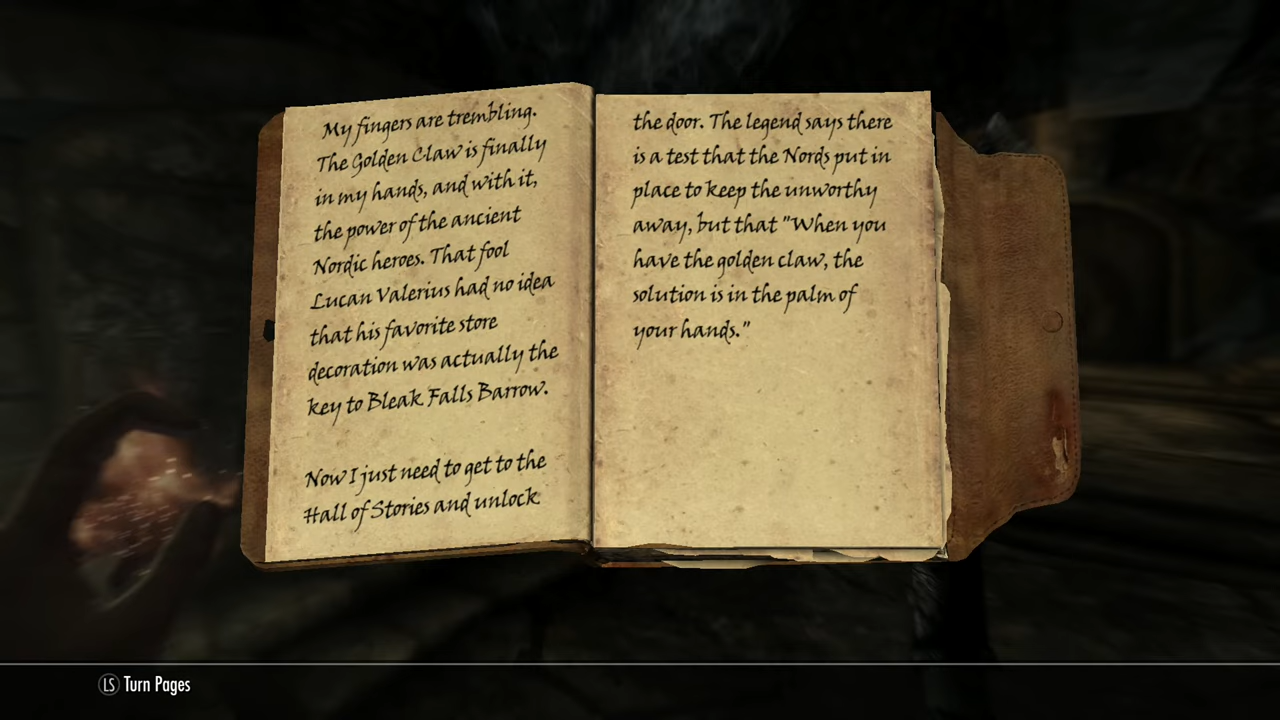 My fingers are trembling.
The Golden Claw is finally
in my hands, and with it,
the power of the ancient
Nordic heroes. That fool
Lucan Valerius had no idea
that his favorite store
decoration was actually the
key to Bleak Falls Barrow.
Now I just need to get to the
Hall of Stories and unlock
the door. The legend says there
is a test that the Nords put in
place to keep the unworthy
away, but that "When you
have the golden claw, the
solution is in the palm of
your hands."
LS Turn Pages